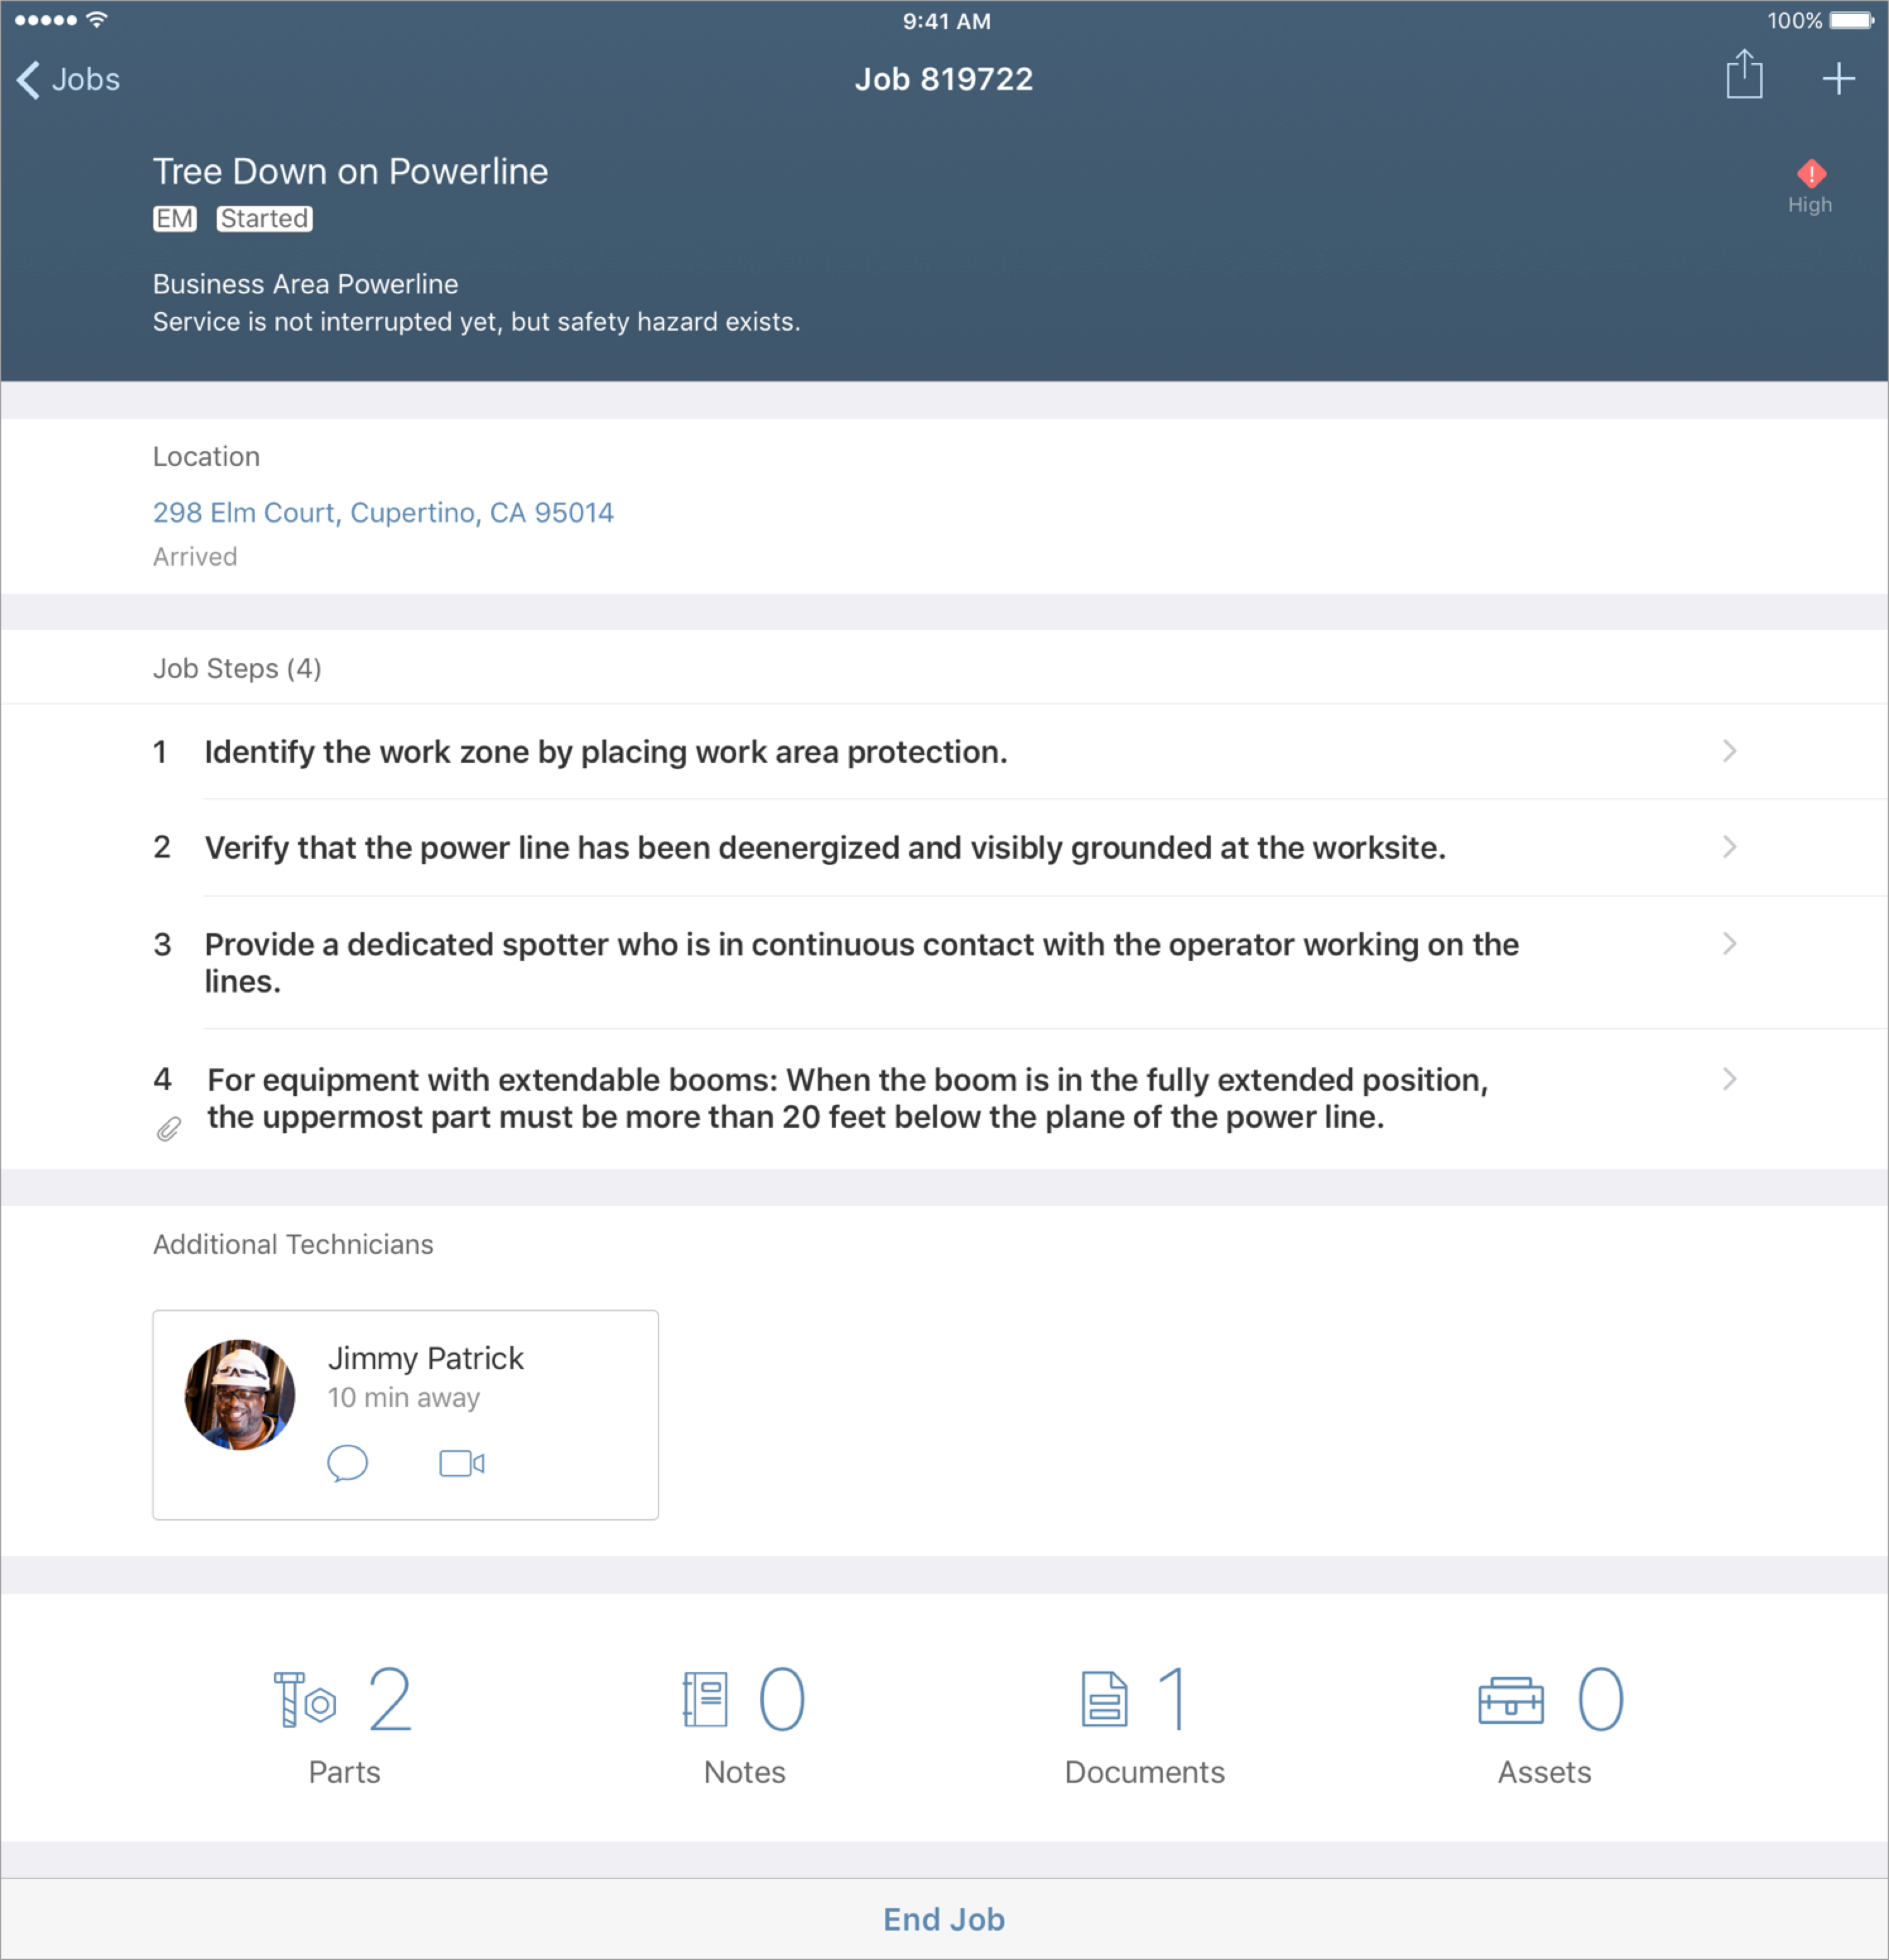 9:41 AM
100%
Jobs
Job 819722
Tree Down on Powerline
High
EM Started
Business Area Powerline
Service is not interrupted yet, but safety hazard exists.
Location
298 Elm Court, Cupertino, CA 95014
Arrived
Job Steps (4)
1 Identify the work zone by placing work area protection.
2 Verify that the power line has been deenergized and visibly grounded at the worksite.
3 Provide a dedicated spotter who is in continuous contact with the operator working on the
lines.
4 For equipment with extendable booms: When the boom is in the fully extended position,
the uppermost part must be more than 20 feet below the plane of the power line.
Additional Technicians
Jimmy Patrick
10 min away
2
Parts
0
Notes
1
Documents
0
Assets
End Job